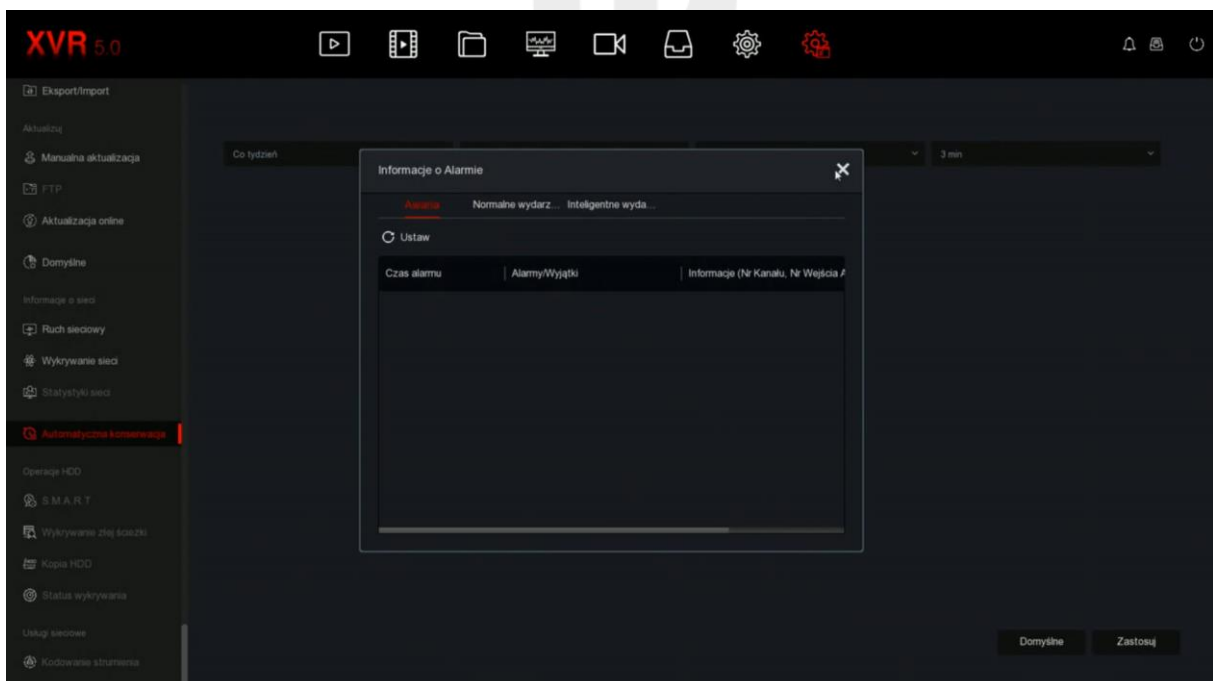 XVR 5.0
Eksport/Import
Aktualizuj
Manualna aktualizacja
FTP
Aktualizacja online
Domyślne
Informacje o sieci
Ruch sieciowy
Wykrywanie sieci
Statystyki sieci
Automatyczna konserwacja
Operacje HDD
S.M.A.R.T
Wykrywanie złej ścieżki
Kopia HDD
Status wykrywania
Usługi sieciowe
Kodowanie strumienia
Co tydzień
3 min
Informacje o Alarmie
Awaria
Normalne wydarz...
Inteligentne wyda...
Ustaw
Czas alarmu
Alarmy/Wyjątki
Informacje (Nr Kanału, Nr Wejścia A
Domyślne
Zastosuj